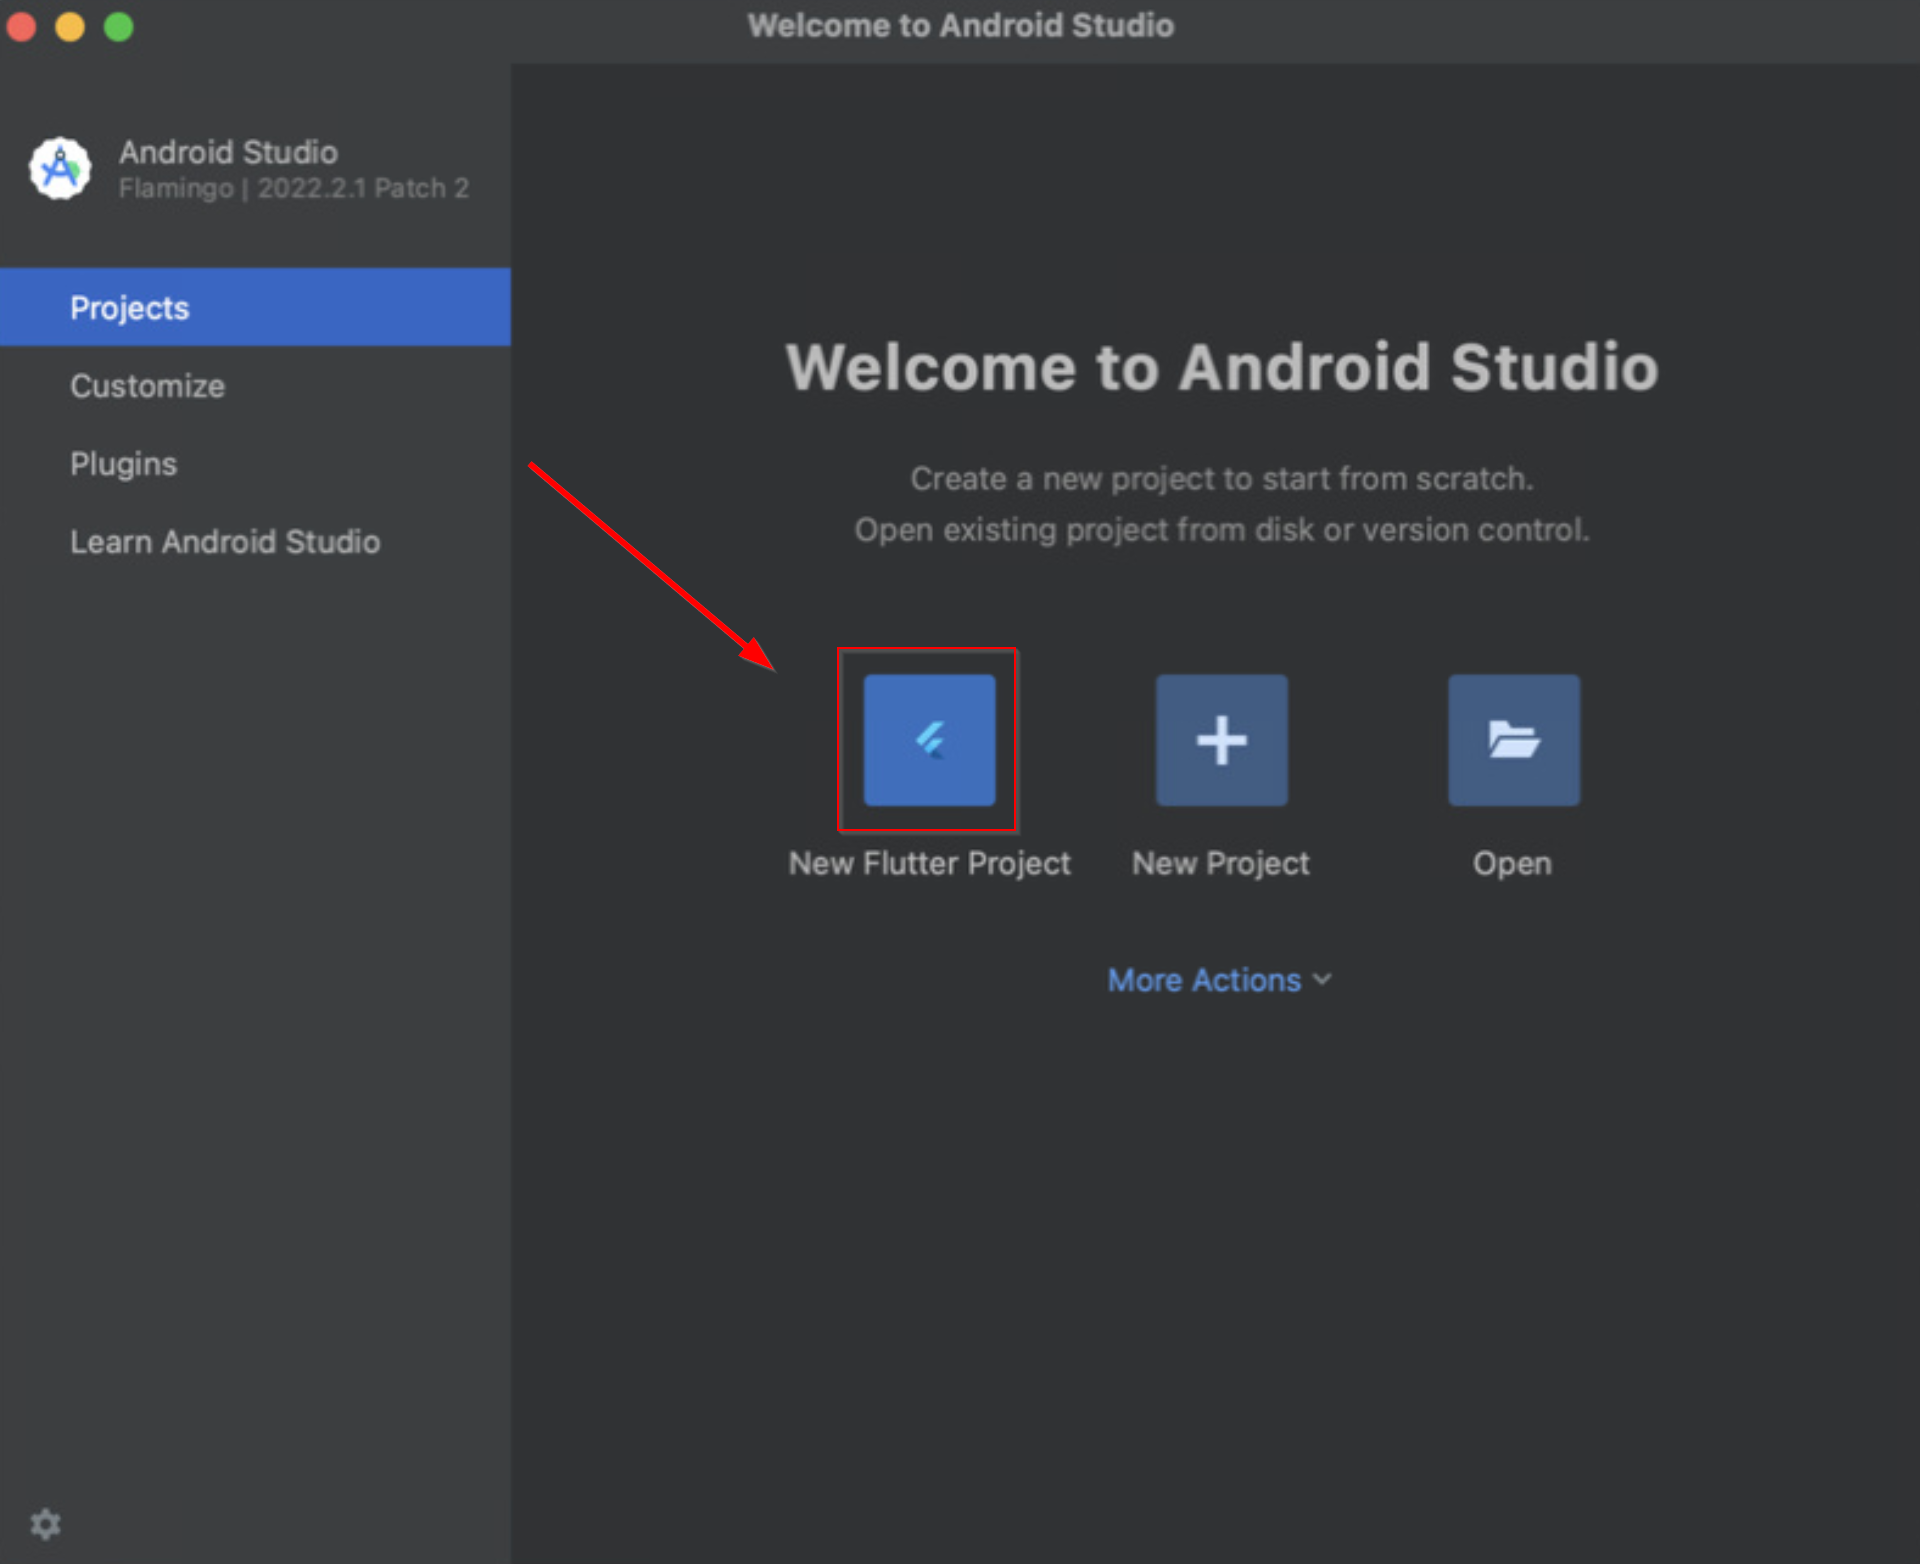 Welcome to Android Studio
Android Studio
Flamingo | 2022.2.1 Patch 2
Projects
Customize
Plugins
Learn Android Studio
Welcome to Android Studio
Create a new project to start from scratch.
Open existing project from disk or version control.
New Flutter Project
New Project
Open
More Actions